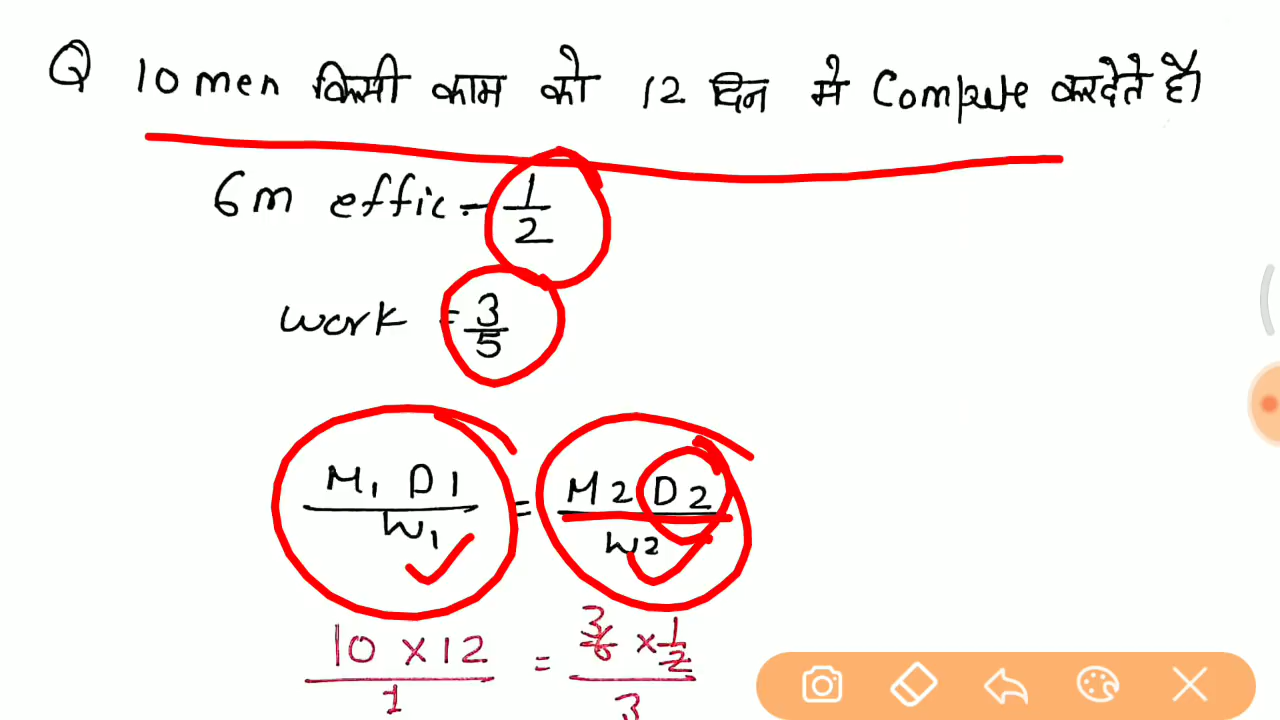 Q 10 men किसी काम को 12 दिन में Compete करदेते है।
6m effic - 1/2
work = 3/5
M1 D1 / W1 = M2 D2 / W2
10 × 12 / 1 = 3 6 × 1/2 / 3